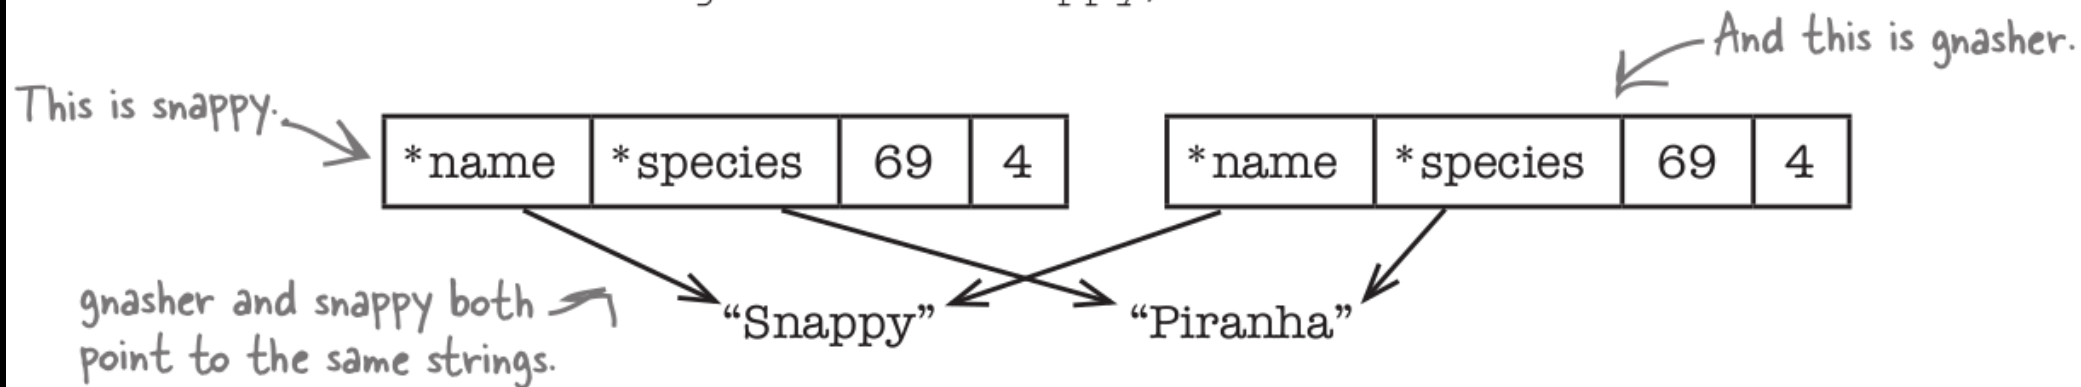 And this is gnasher.
This is snappy.
*name *species 69 4 *name *species 69 4
gnasher and snappy both
point to the same strings.
“Snappy” “Piranha”